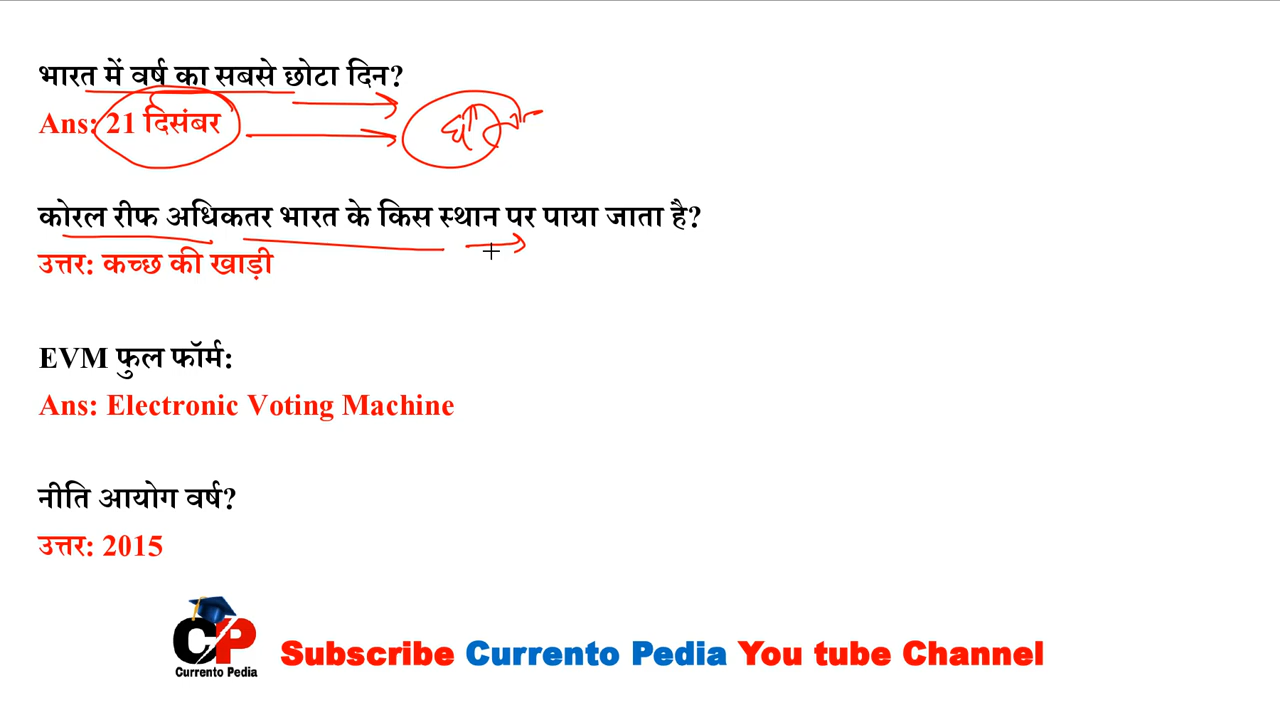 भारत में वर्ष का सबसे छोटा दिन?
Ans: 21 दिसंबर
कोरल रीफ अधिकतर भारत के किस स्थान पर पाया जाता है?
उत्तर: कच्छ की खाड़ी
EVM फुल फॉर्म:
Ans: Electronic Voting Machine
नीति आयोग वर्ष?
उत्तर: 2015
CP
Currento Pedia
Subscribe Currento Pedia You tube Channel